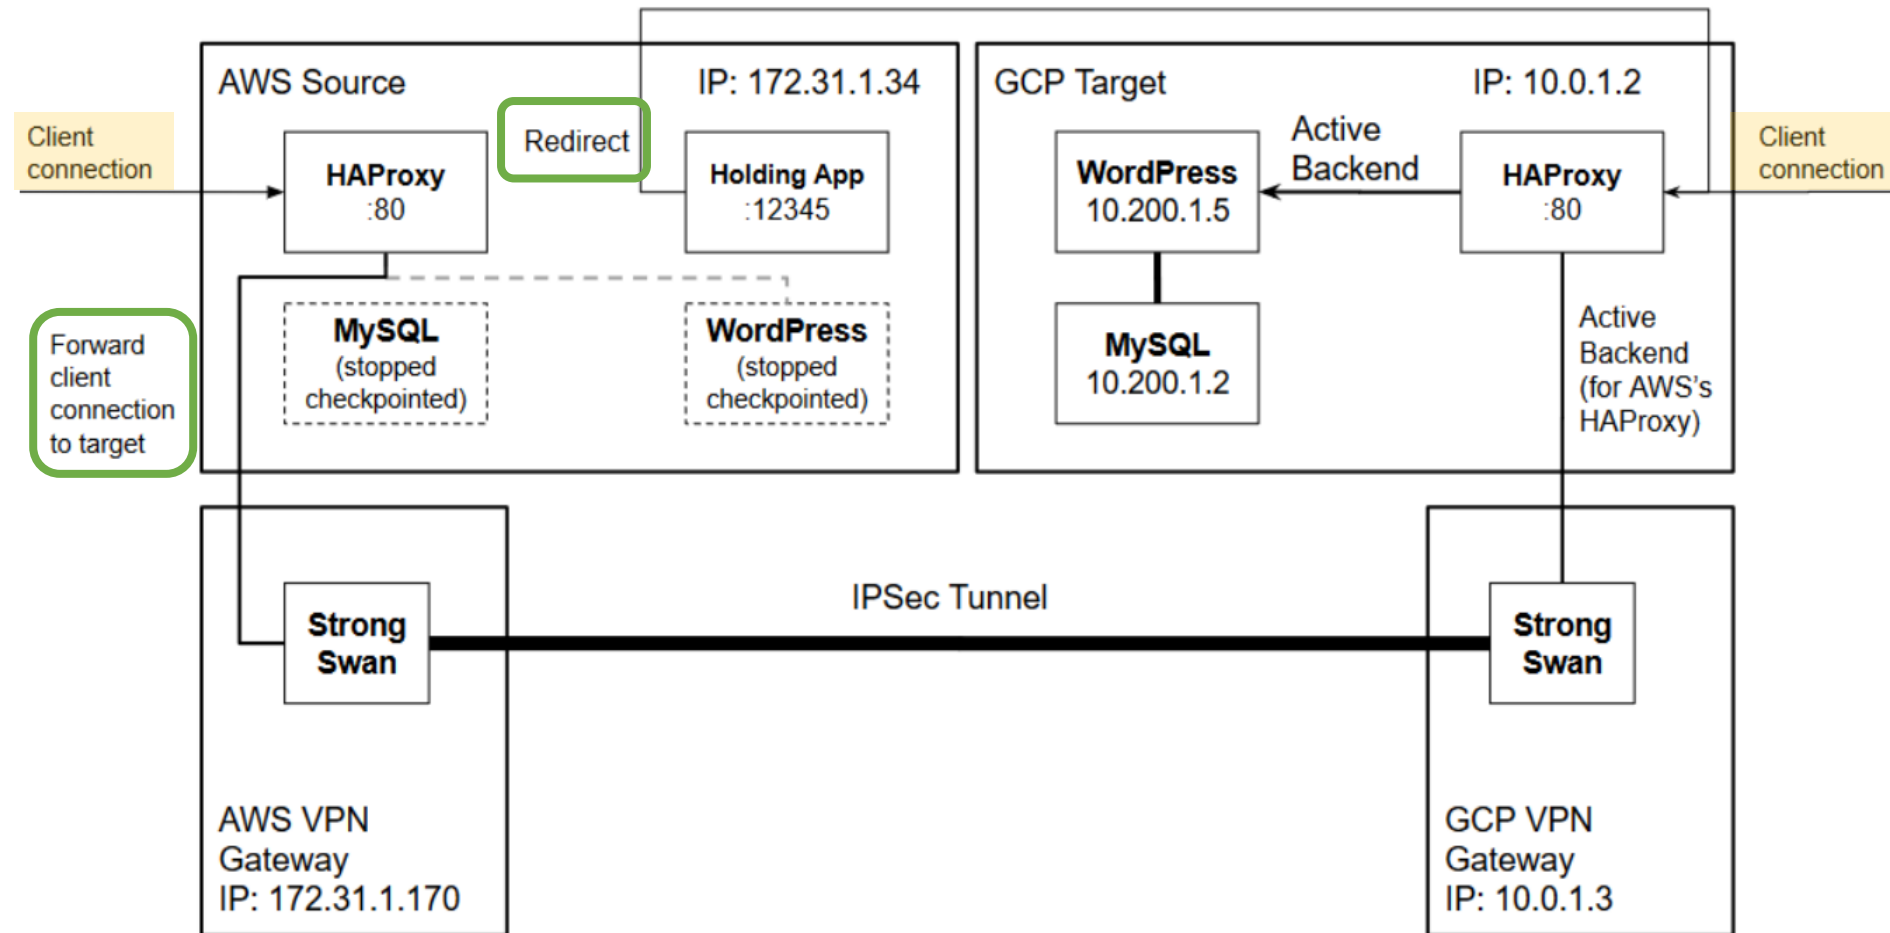 AWS Source
IP: 172.31.1.34
GCP Target
IP: 10.0.1.2
Client
connection
HAProxy
:80
Redirect
Holding App
:12345
WordPress
10.200.1.5
Active
Backend
HAProxy
:80
Client
connection
Forward
client
connection
to target
MySQL
(stopped
checkpointed)
WordPress
(stopped
checkpointed)
MySQL
10.200.1.2
Active
Backend
(for AWS's
HAProxy)
Strong
Swan
IPSec Tunnel
Strong
Swan
AWS VPN
Gateway
IP: 172.31.1.170
GCP VPN
Gateway
IP: 10.0.1.3